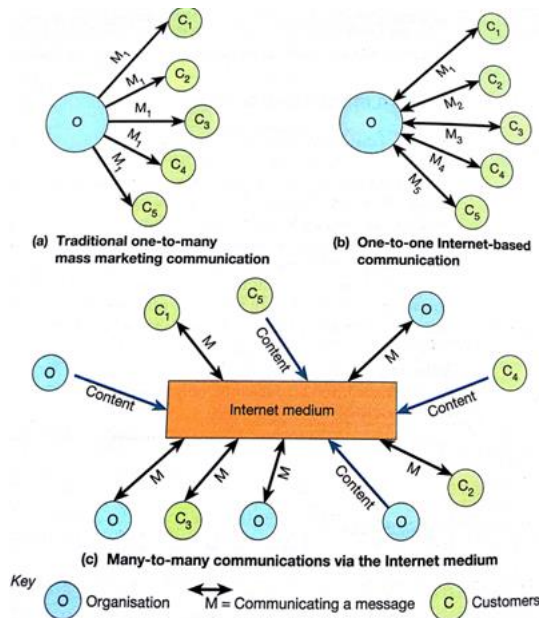 C1
M1
C2
M1
O
M1
C3
M1
C4
M1
C5
(a) Traditional one-to-many
mass marketing communication
C1
M1
C2
M2
O
M3
C3
M4
C4
M5
C5
(b) One-to-one Internet-based
communication
C5
C1
O
M
Content
M
O
Content
C4
Content
Internet medium
M
M
M
Content
M
C2
O
C3
O
O
(c) Many-to-many communications via the Internet medium
Key
O Organisation
M = Communicating a message
C Customers